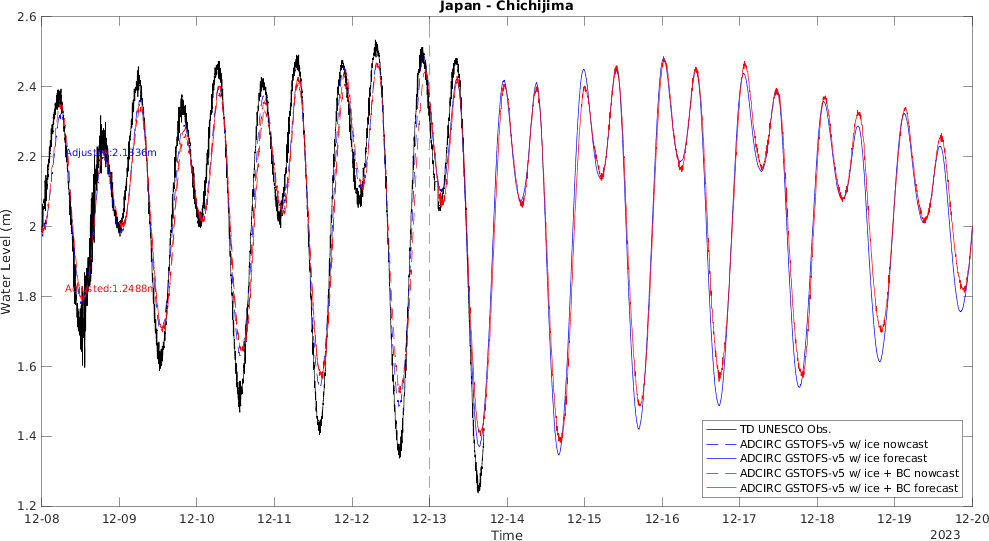 Japan - Chichijima
2.6
2.4
2.2
2
1.8
1.6
1.4
1.2
Water Level (m)
Adjusted:2.1336m
Adjusted:1.2488m
TD UNESCO Obs.
ADCIRC GSTOFS-v5 w/ ice nowcast
ADCIRC GSTOFS-v5 w/ ice forecast
ADCIRC GSTOFS-v5 w/ ice + BC nowcast
ADCIRC GSTOFS-v5 w/ ice + BC forecast
12-08 12-09 12-10 12-11 12-12 12-13 12-14 12-15 12-16 12-17 12-18 12-19 12-20
Time
2023